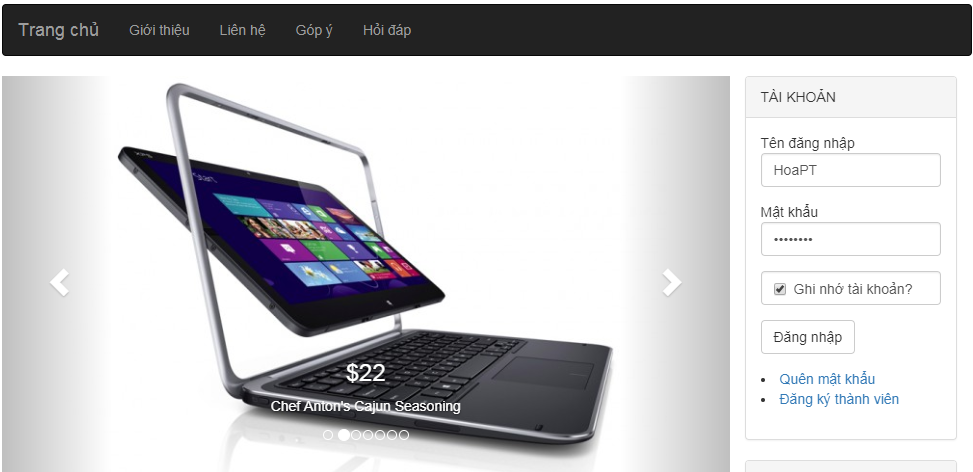 Trang chủ Giới thiệu Liên hệ Góp ý Hỏi đáp
Start
$22
Chef Anton's Cajun Seasoning
TÀI KHOẢN
Tên đăng nhập
HoaPT
Mật khẩu
••••••••
Ghi nhớ tài khoản?
Đăng nhập
Quên mật khẩu
Đăng ký thành viên